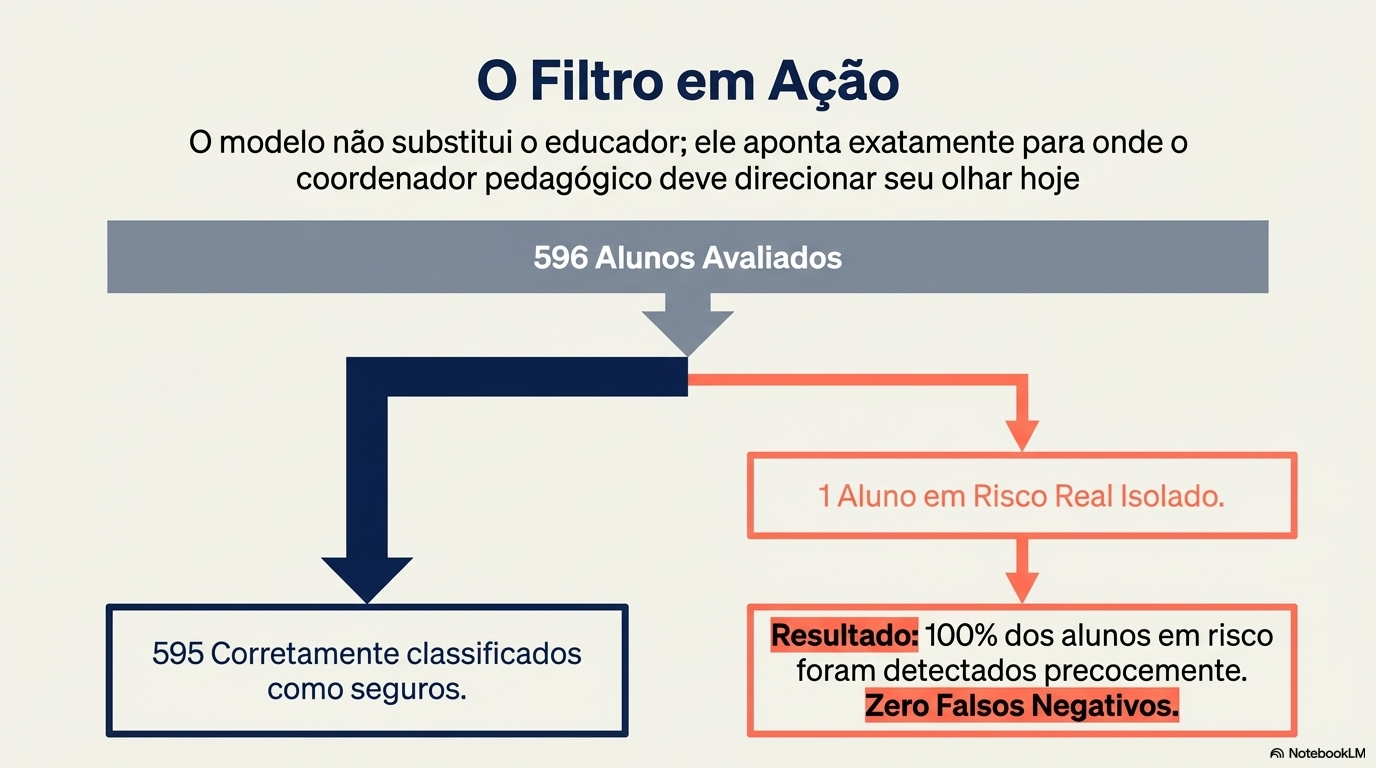 O Filtro em Ação
O modelo não substitui o educador; ele aponta exatamente para onde o
coordenador pedagógico deve direcionar seu olhar hoje
596 Alunos Avaliados
1 Aluno em Risco Real Isolado.
595 Corretamente classificados
como seguros.
Resultado: 100% dos alunos em risco
foram detectados precocemente.
Zero Falsos Negativos.
NotebookLM